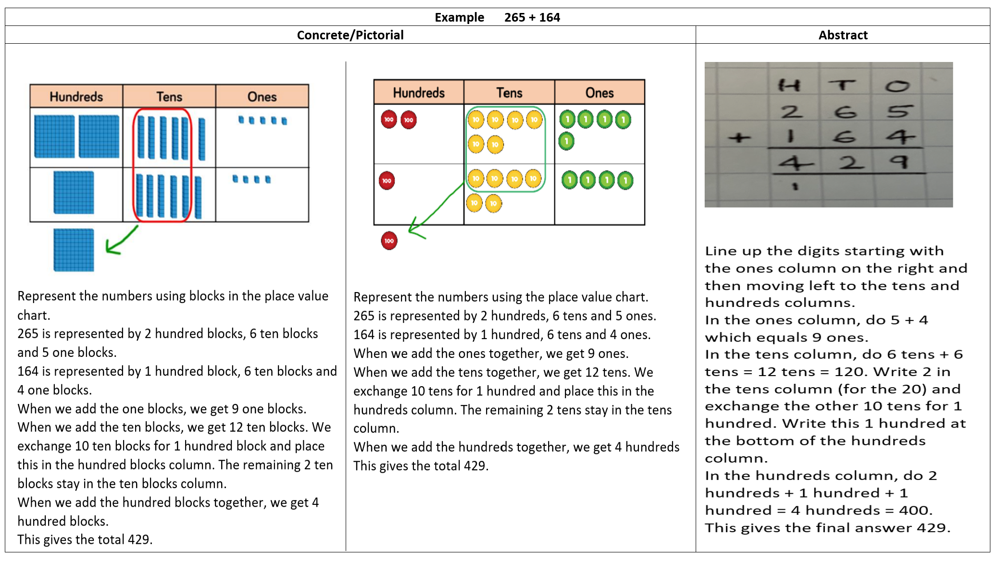 Example 265 + 164
Concrete/Pictorial
Abstract
Hundreds Tens Ones
Represent the numbers using blocks in the place value
chart.
265 is represented by 2 hundred blocks, 6 ten blocks
and 5 one blocks.
164 is represented by 1 hundred block, 6 ten blocks and
4 one blocks.
When we add the one blocks, we get 9 one blocks.
When we add the ten blocks, we get 12 ten blocks. We
exchange 10 ten blocks for 1 hundred block and place
this in the hundred blocks column. The remaining 2 ten
blocks stay in the ten blocks column.
When we add the hundred blocks together, we get 4
hundred blocks.
This gives the total 429.
Hundreds Tens Ones
100 100 10 10 10 10 1 1 1 1
10 10 1
100 10 10 10 10 1 1 1 1
10 10
100
Represent the numbers using the place value chart.
265 is represented by 2 hundreds, 6 tens and 5 ones.
164 is represented by 1 hundred, 6 tens and 4 ones.
When we add the ones together, we get 9 ones.
When we add the tens together, we get 12 tens. We
exchange 10 tens for 1 hundred and place this in the
hundreds column. The remaining 2 tens stay in the tens
column.
When we add the hundreds together, we get 4 hundreds
This gives the total 429.
H T O
2 6 5
+ 1 6 4
4 2 9
1
Line up the digits starting with
the ones column on the right and
then moving left to the tens and
hundreds columns.
In the ones column, do 5 + 4
which equals 9 ones.
In the tens column, do 6 tens + 6
tens = 12 tens = 120. Write 2 in
the tens column (for the 20) and
exchange the other 10 tens for 1
hundred. Write this 1 hundred at
the bottom of the hundreds
column.
In the hundreds column, do 2
hundreds + 1 hundred + 1
hundred = 4 hundreds = 400.
This gives the final answer 429.